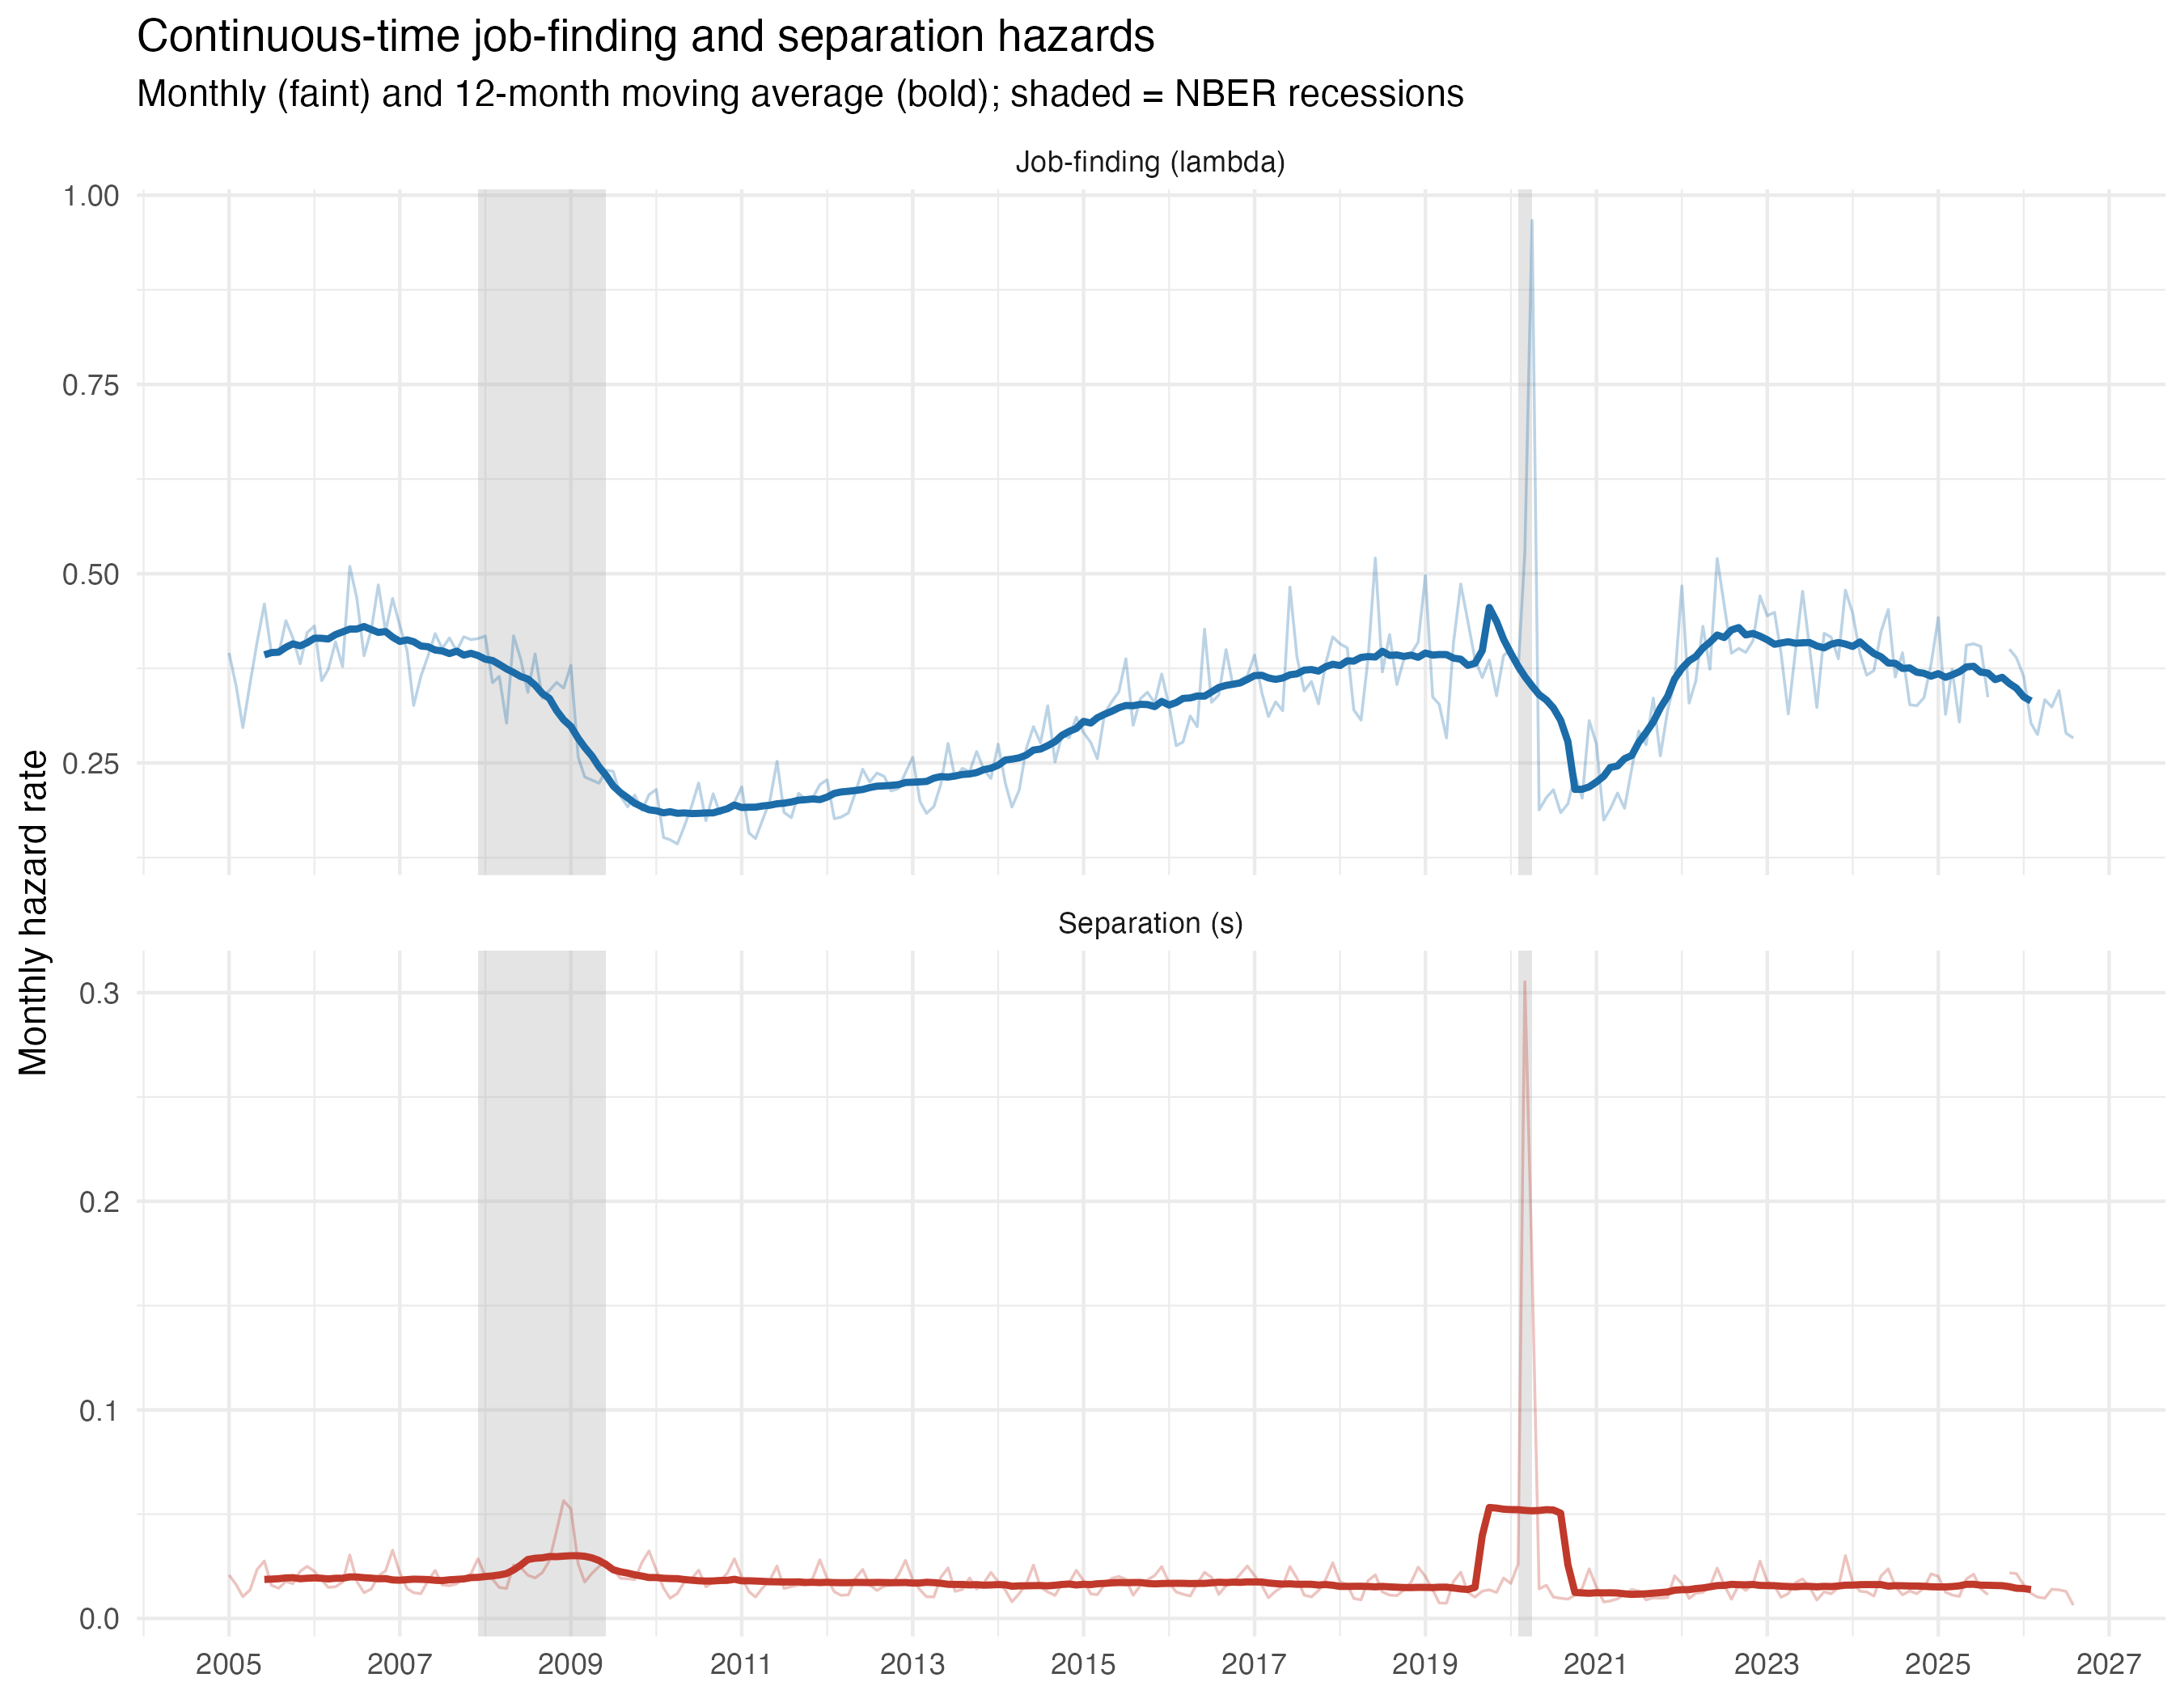 Continuous-time job-finding and separation hazards
Monthly (faint) and 12-month moving average (bold); shaded = NBER recessions
Job-finding (lambda)
1.00
0.75
0.50
0.25
Monthly hazard rate
Separation (s)
0.3
0.2
0.1
0.0
2005 2007 2009 2011 2013 2015 2017 2019 2021 2023 2025 2027